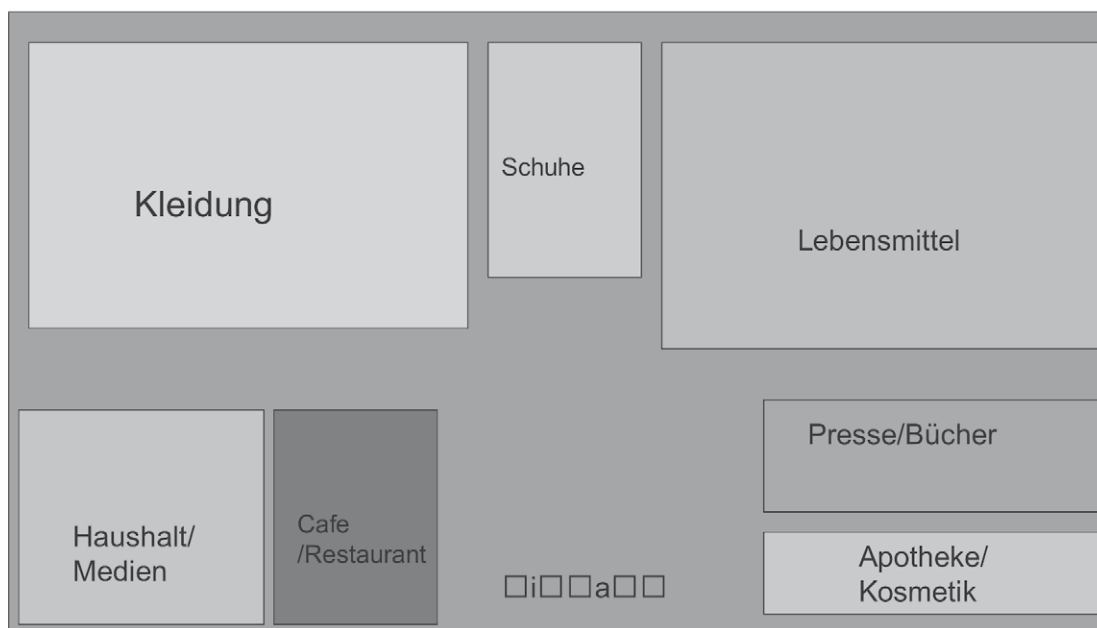 Kleidung
Schuhe
Lebensmittel
Presse/Bücher
Haushalt/
Medien
Cafe
/Restaurant
Apotheke/
Kosmetik